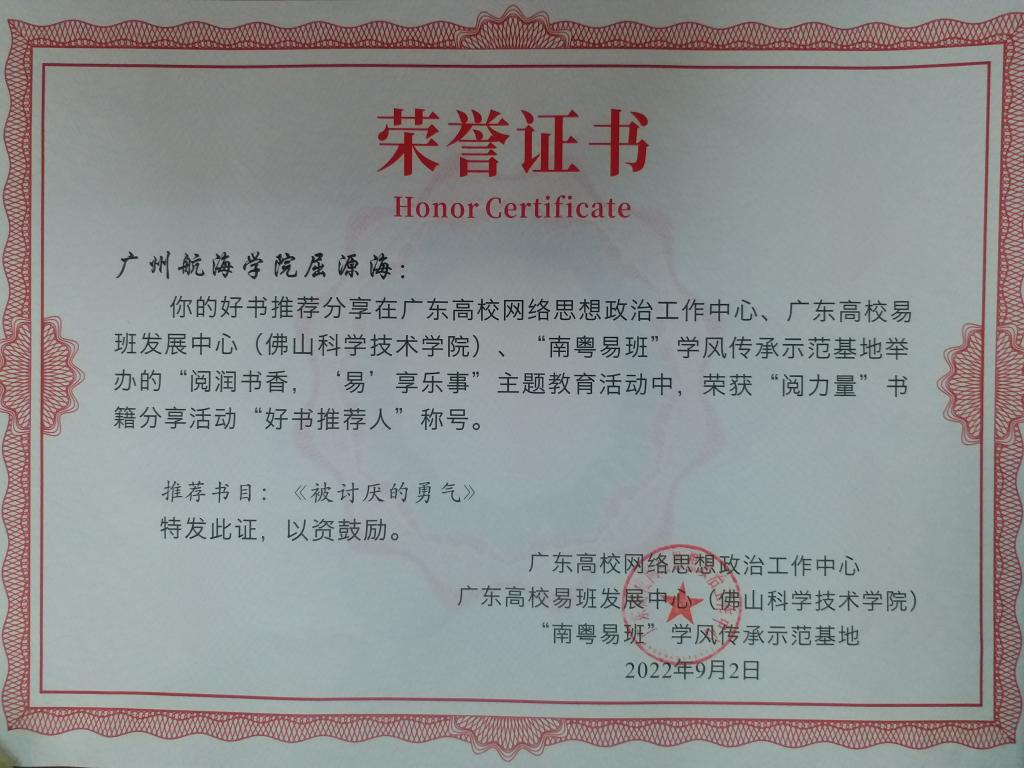 荣誉证书
Honor Certificate
广州航海学院屈源海：
你的好书推荐分享在广东高校网络思想政治工作中心、广东高校易
班发展中心（佛山科学技术学院）、“南粤易班”学风传承示范基地举
办的“阅润书香，‘易’享乐事”主题教育活动中，荣获“阅力量”书
籍分享活动“好书推荐人”称号。
推荐书目：《被讨厌的勇气》
特发此证，以资鼓励。
广东高校网络思想政治工作中心
广东高校易班发展中心（佛山科学技术学院）
“南粤易班”学风传承示范基地
2022年9月2日